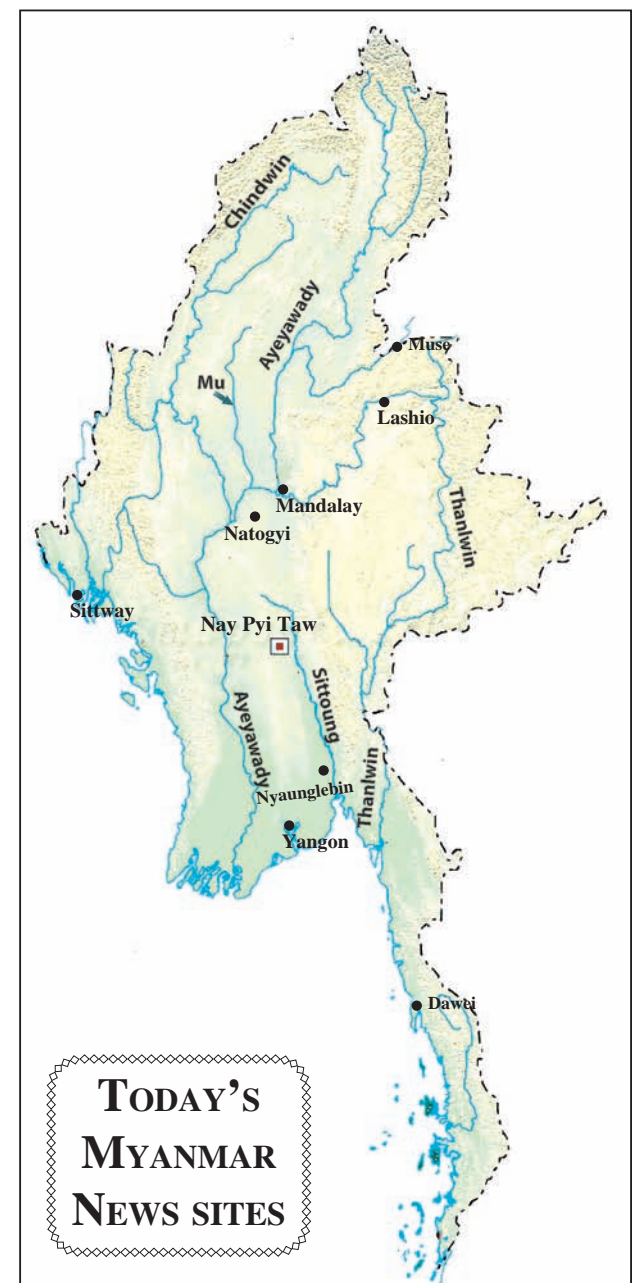 Chindwin
Ayeyawady
Mu
Muse
Lashio
Mandalay
Natogyi
Thanlwin
Sittway
Nay Pyi Taw
Sittoung
Ayeyawady
Nyaunglebin
Thanlwin
Yangon
Dawei
TODAY'S
MYANMAR
NEWS SITES